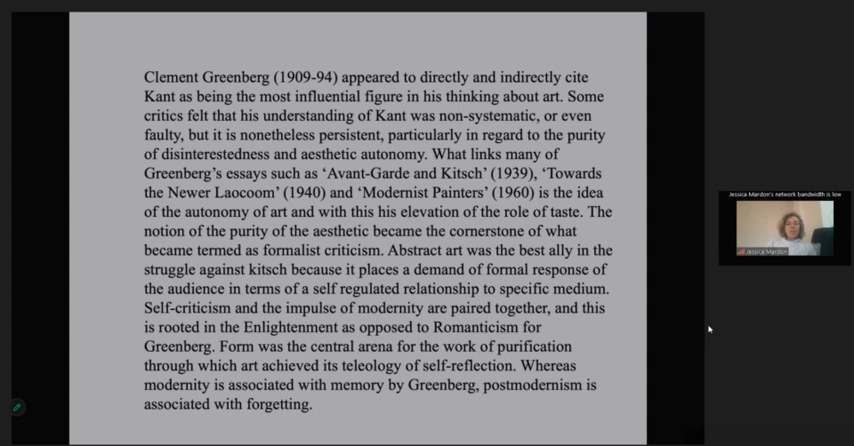 Clement Greenberg (1909-94) appeared to directly and indirectly cite
Kant as being the most influential figure in his thinking about art. Some
critics felt that his understanding of Kant was non-systematic, or even
faulty, but it is nonetheless persistent, particularly in regard to the purity
of disinterestedness and aesthetic autonomy. What links many of
Greenberg's essays such as 'Avant-Garde and Kitsch' (1939), 'Towards
the Newer Laocoom' (1940) and 'Modernist Painters' (1960) is the idea
of the autonomy of art and with this his elevation of the role of taste. The
notion of the purity of the aesthetic became the cornerstone of what
became termed as formalist criticism. Abstract art was the best ally in the
struggle against kitsch because it places a demand of formal response of
the audience in terms of a self regulated relationship to specific medium.
Self-criticism and the impulse of modernity are paired together, and this
is rooted in the Enlightenment as opposed to Romanticism for
Greenberg. Form was the central arena for the work of purification
through which art achieved its teleology of self-reflection. Whereas
modernity is associated with memory by Greenberg, postmodernism is
associated with forgetting.
Jessica Mardon's network bandwidth is low
Jessica Mardon